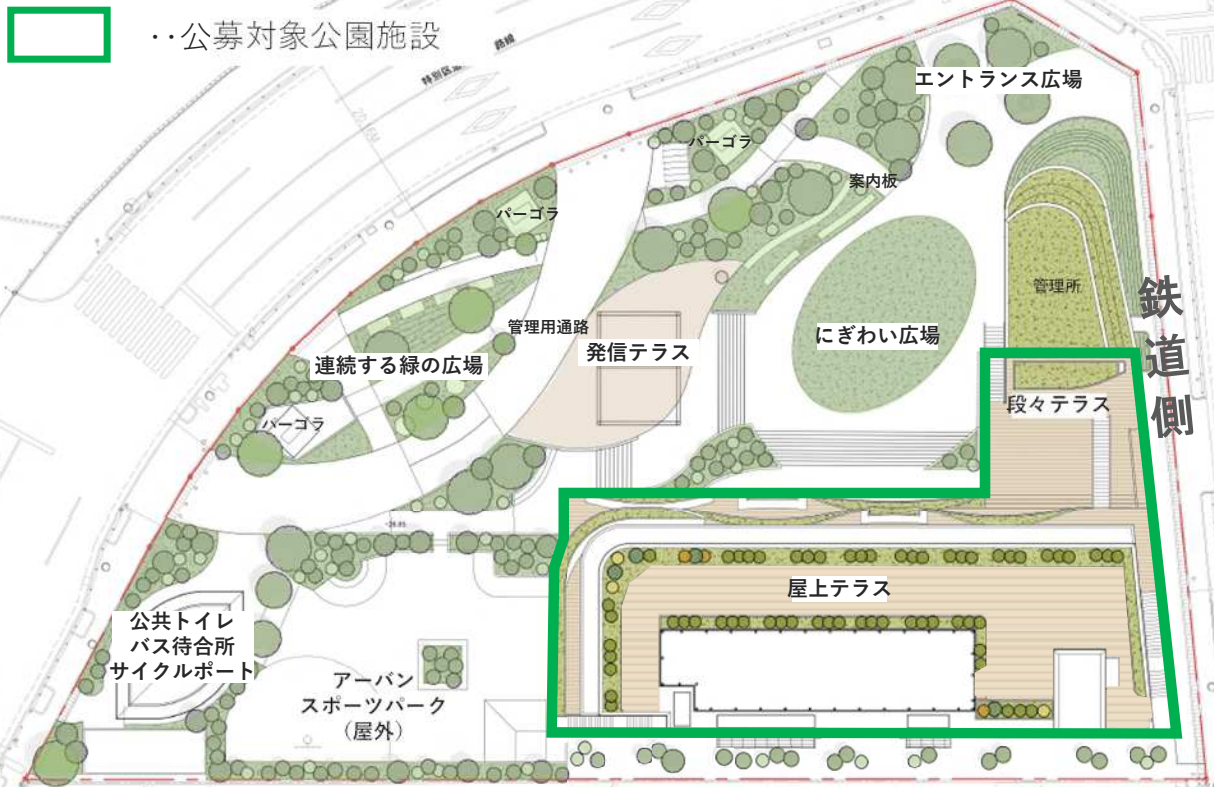 ‥公募対象公園施設
路線
エントランス広場
パーゴラ
案内板
パーゴラ
管理所
鉄道側
管理用通路
発信テラス
にぎわい広場
連続する緑の広場
段々テラス
パーゴラ
屋上テラス
公共トイレ
バス待合所
サイクルポート
アーバン
スポーツパーク
（屋外）